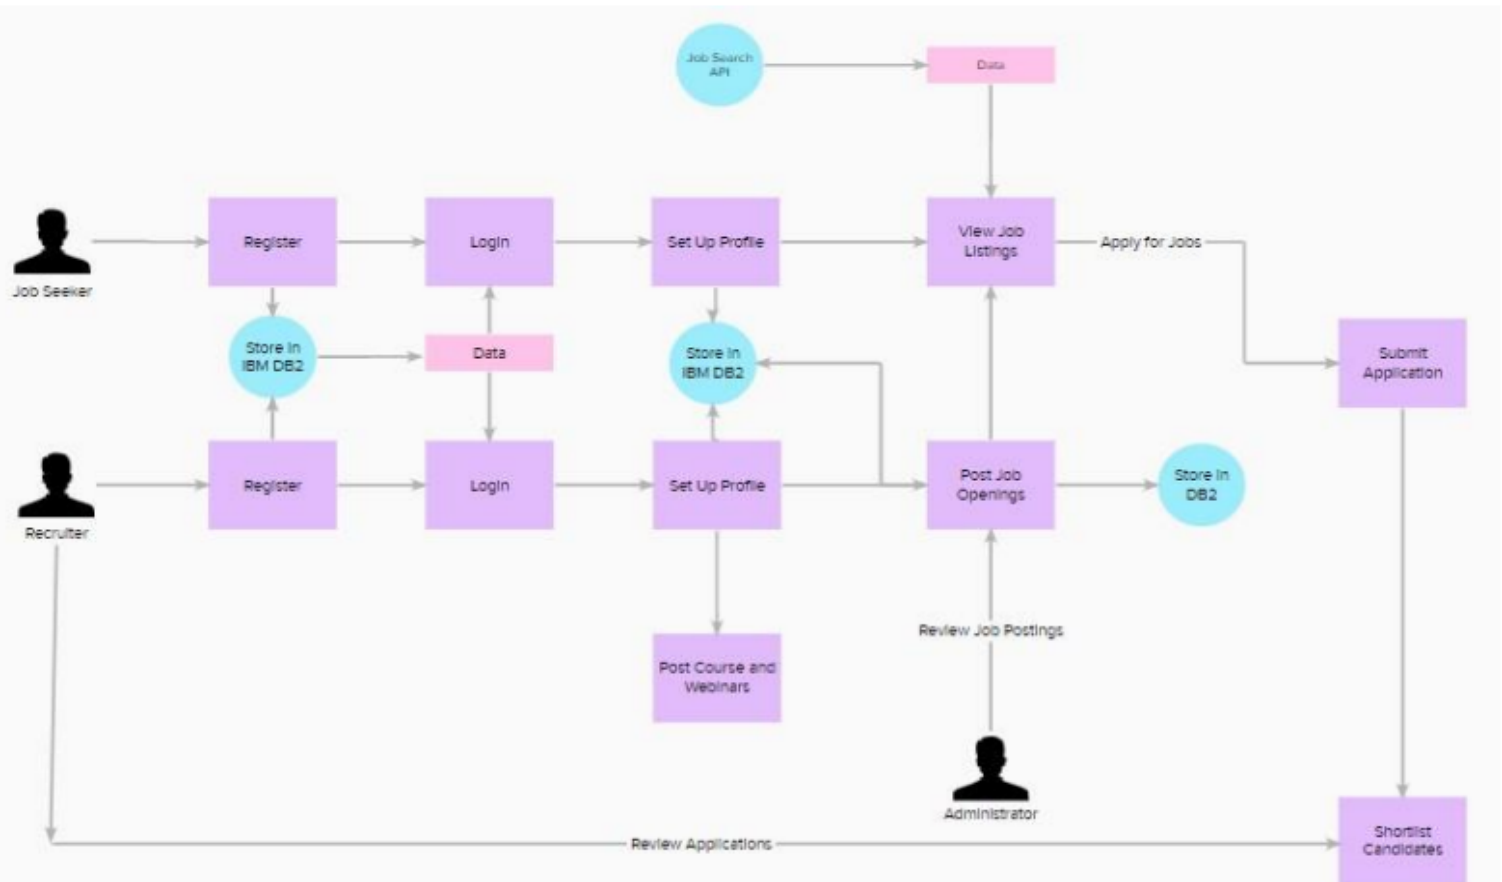 Job Search
API
Data
Register
Login
Set Up Profile
View Job
Listings
Apply for Jobs
Job Seeker
Store in
IBM DB2
Data
Store in
IBM DB2
Submit
Application
Register
Login
Set Up Profile
Post Job
Openings
Store in
DB2
Recruiter
Review Job Postings
Post Course and
Webinars
Administrator
Review Applications
Shortlist
Candidates